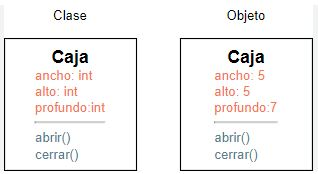 Clase
Objeto
Caja
ancho: int
alto: int
profundo:int
abrir()
cerrar()
Caja
ancho: 5
alto: 5
profundo:7
abrir()
cerrar()